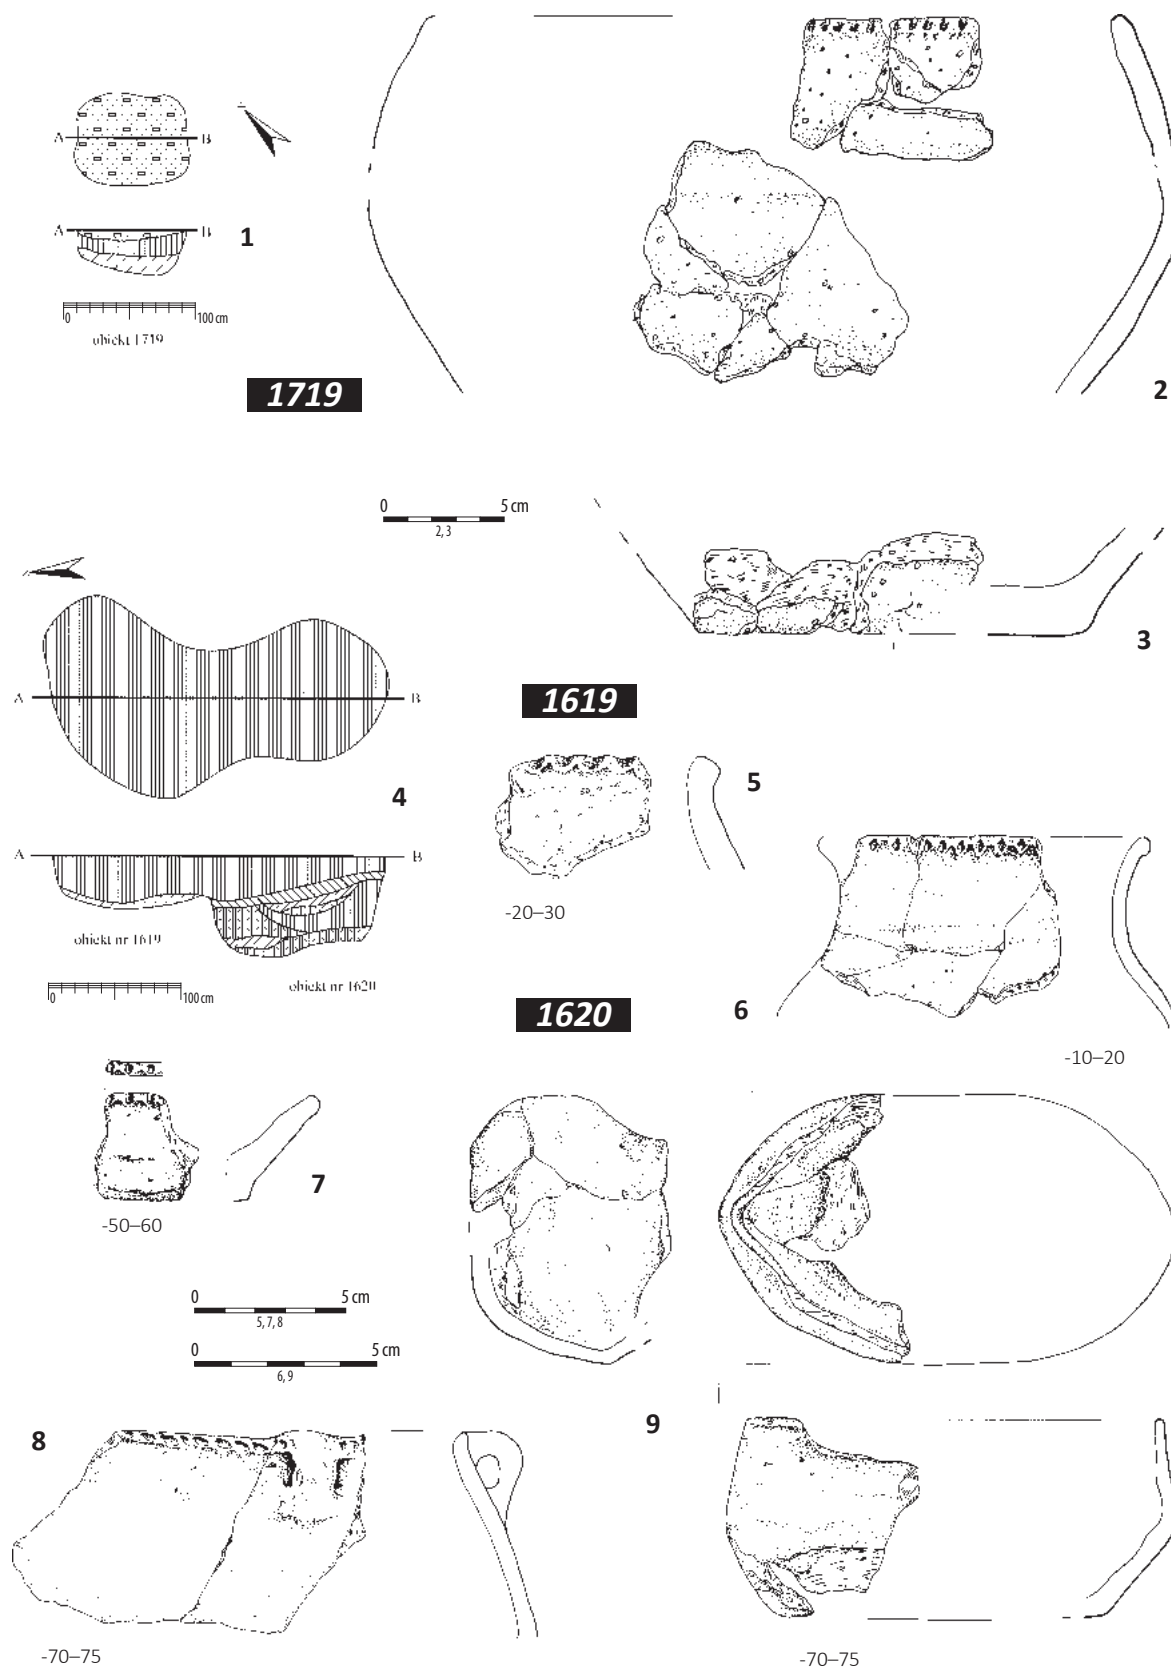 A B
A B
1
0 100 cm
obiekt 1719
1719
2
0 5 cm
2,3
3
A B
4
1619
5
-20–30
A B
obiekt nr 1619
obiekt nr 1620
0 100 cm
1620
6
-10–20
7
-50–60
0 5 cm
5,7,8
0 5 cm
6,9
8
-70–75
9
-70–75